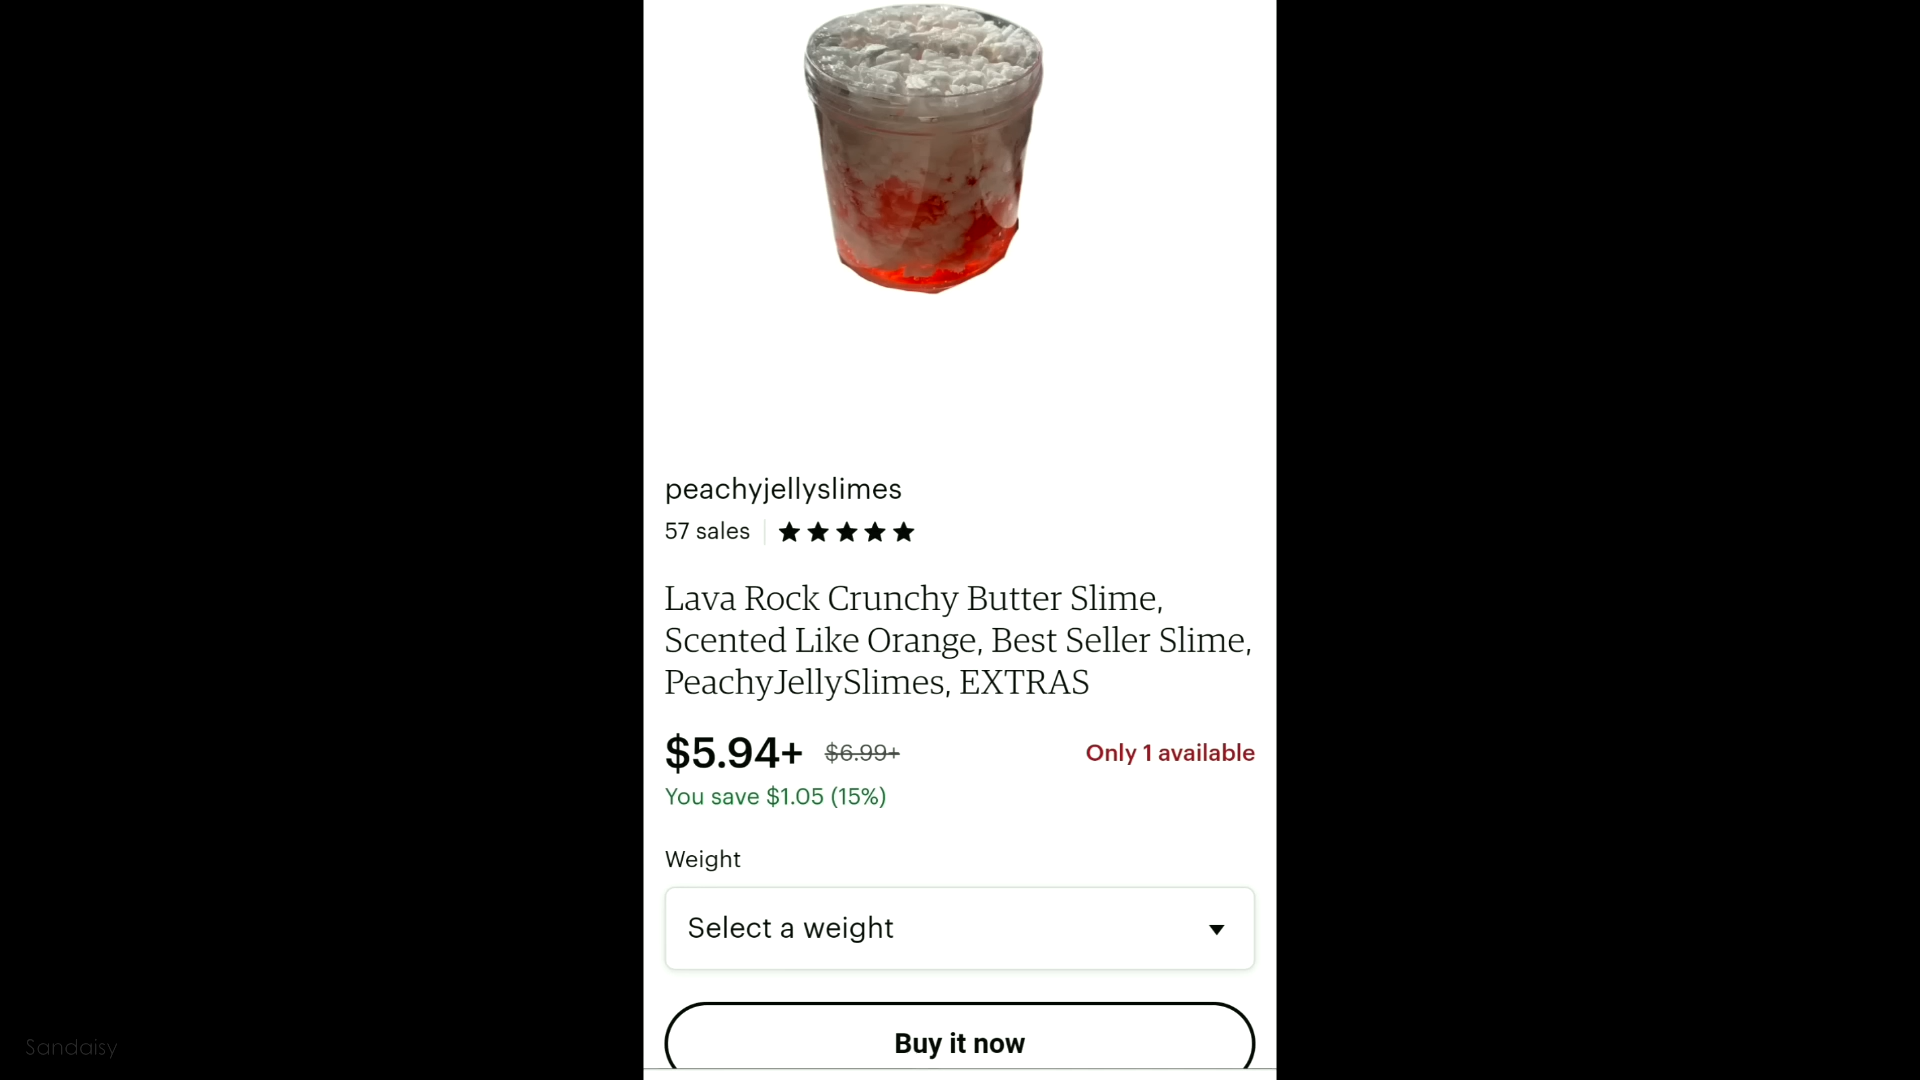 peachyjellyslimes
57 sales
Lava Rock Crunchy Butter Slime,
Scented Like Orange, Best Seller Slime,
PeachyJellySlimes, EXTRAS
$5.94+ $6.99+ Only 1 available
You save $1.05 (15%)
Weight
Select a weight
Buy it now
Sandaisy